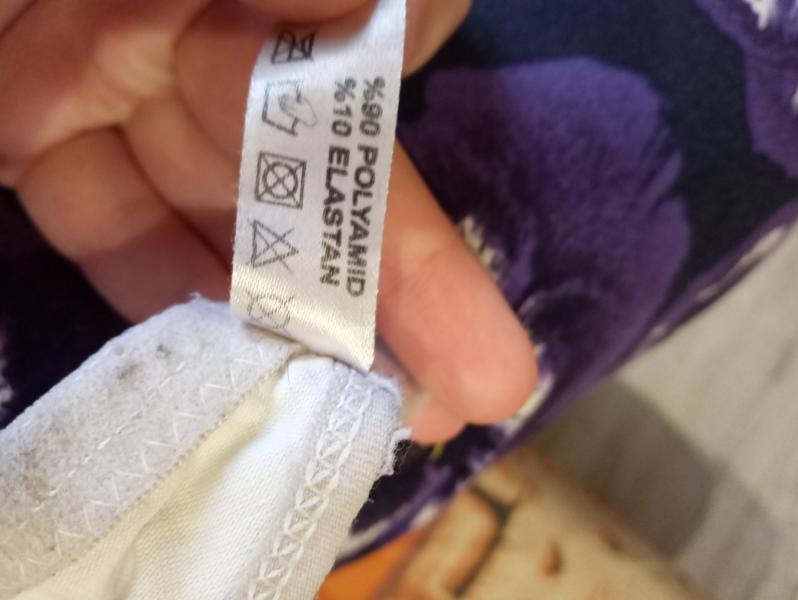 %90 POLYAMID
%10 ELASTAN